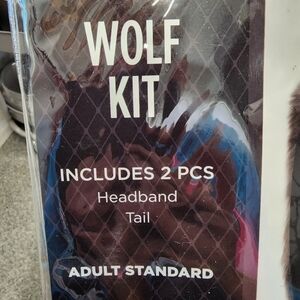 WOLF
KIT
INCLUDES 2 PCS
Headband
Tail
ADULT STANDARD